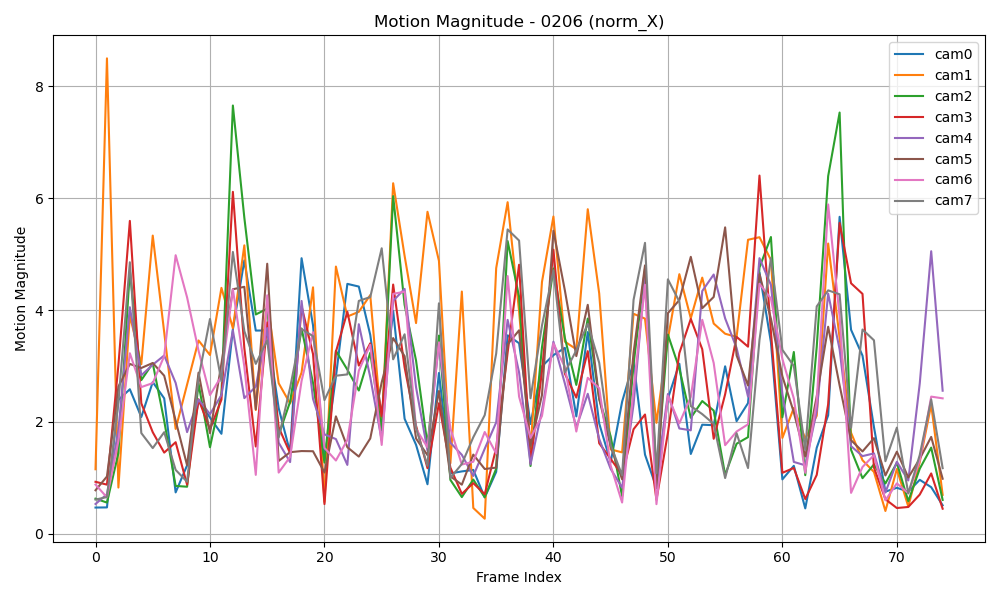 Motion Magnitude - 0206 (norm_X)
Motion Magnitude
8
6
4
2
0
cam0
cam1
cam2
cam3
cam4
cam5
cam6
cam7
0 10 20 30 40 50 60 70
Frame Index